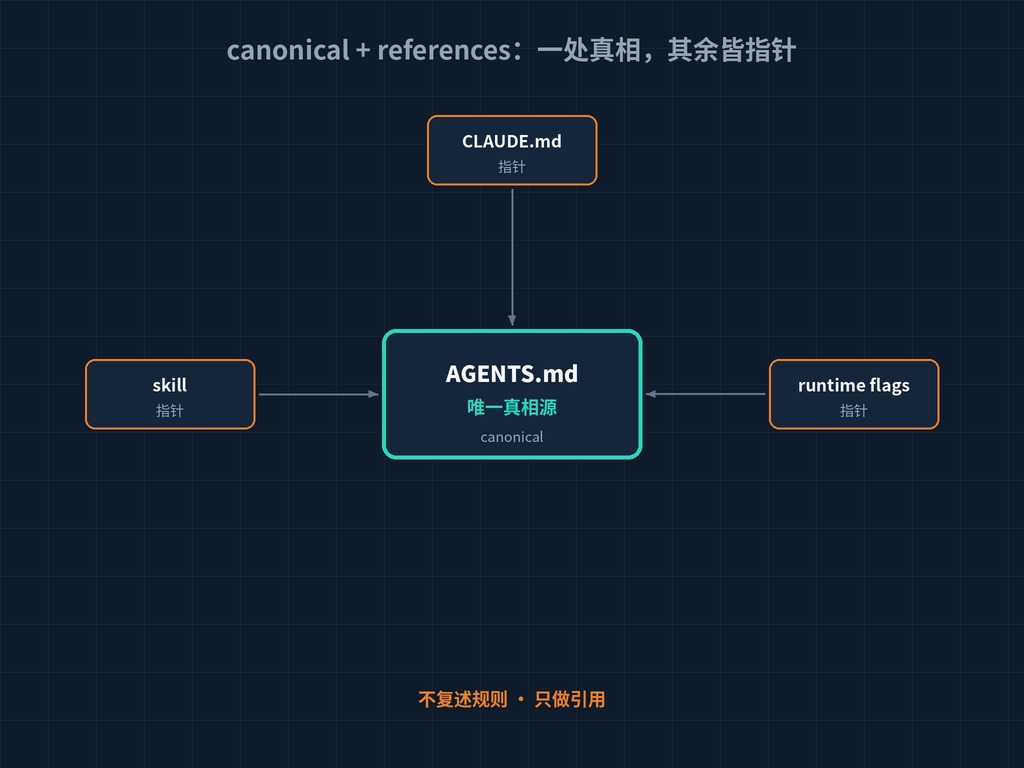 canonical + references：一处真相，其余皆指针
CLAUDE.md
指针
AGENTS.md
唯一真相源
canonical
skill
指针
runtime flags
指针
不复述规则 · 只做引用